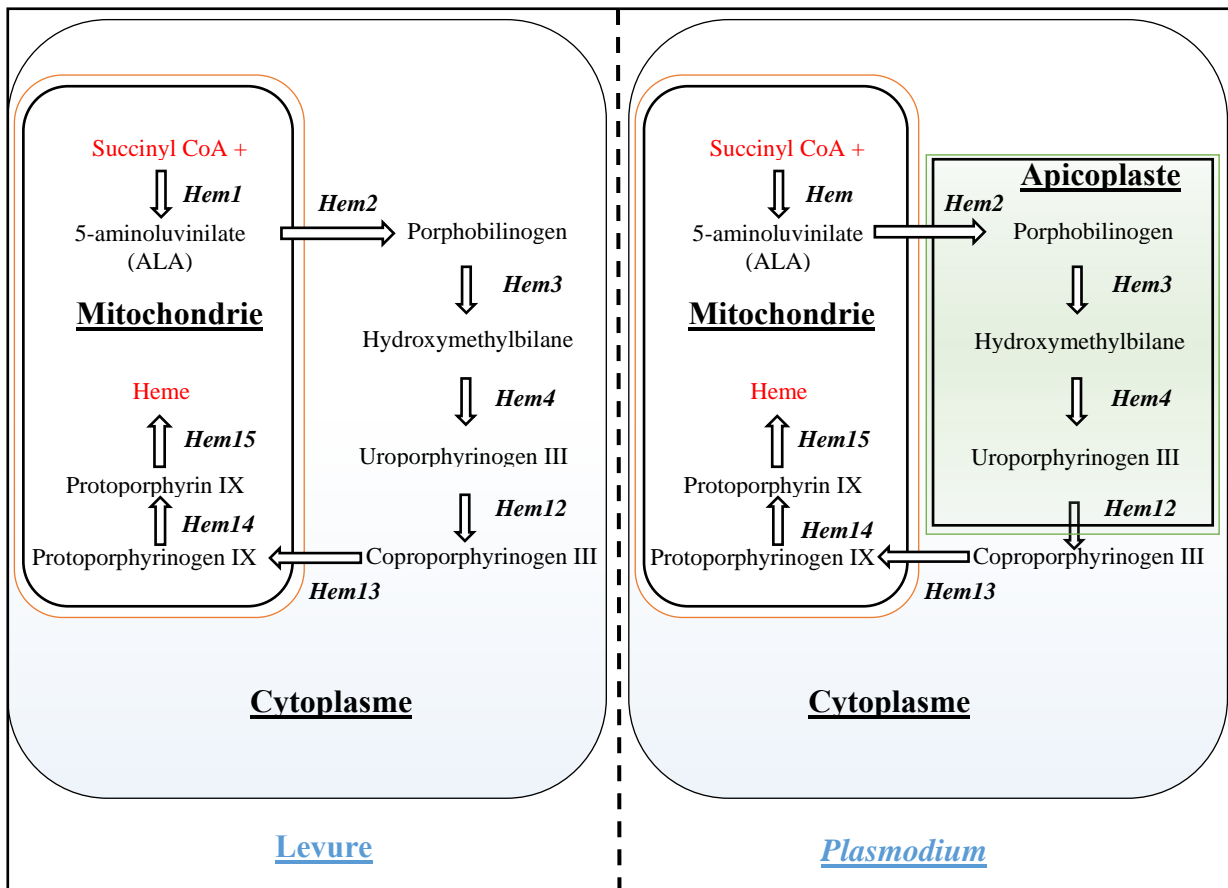 Succinyl CoA +
Hem1
Hem2
5-aminoluvinilate
(ALA)
Porphobilinogen
Hem3
Mitochondrie
Hydroxymethylbilane
Heme
Hem4
Hem15
Uroporphyrinogen III
Protoporphyrin IX
Hem12
Hem14
Protoporphyrinogen IX
Coproporphyrinogen III
Hem13
Cytoplasme
Levure
Succinyl CoA +
Apicoplaste
Hem
Hem2
5-aminoluvinilate
(ALA)
Porphobilinogen
Hem3
Mitochondrie
Hydroxymethylbilane
Heme
Hem4
Hem15
Uroporphyrinogen III
Protoporphyrin IX
Hem12
Hem14
Protoporphyrinogen IX
Coproporphyrinogen III
Hem13
Cytoplasme
Plasmodium